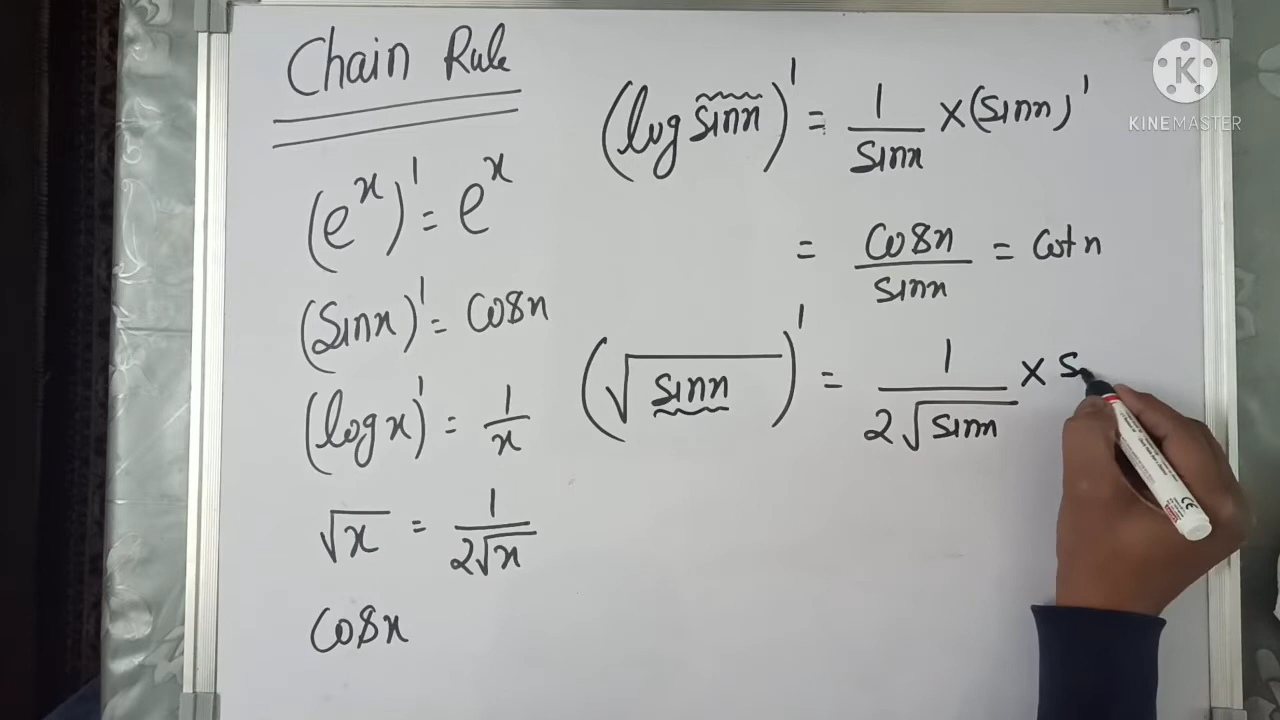 Chain Rule
(e^x)' = e^x
(sinx)' = cosx
(logx)' = 1/x
√x = 1/2√x
cosx
(log sinx)' = 1/sinx × (sinx)'
= cosx/sinx = cotx
(√sinx)' = 1/2√sinx × s
K
KINEMASTER